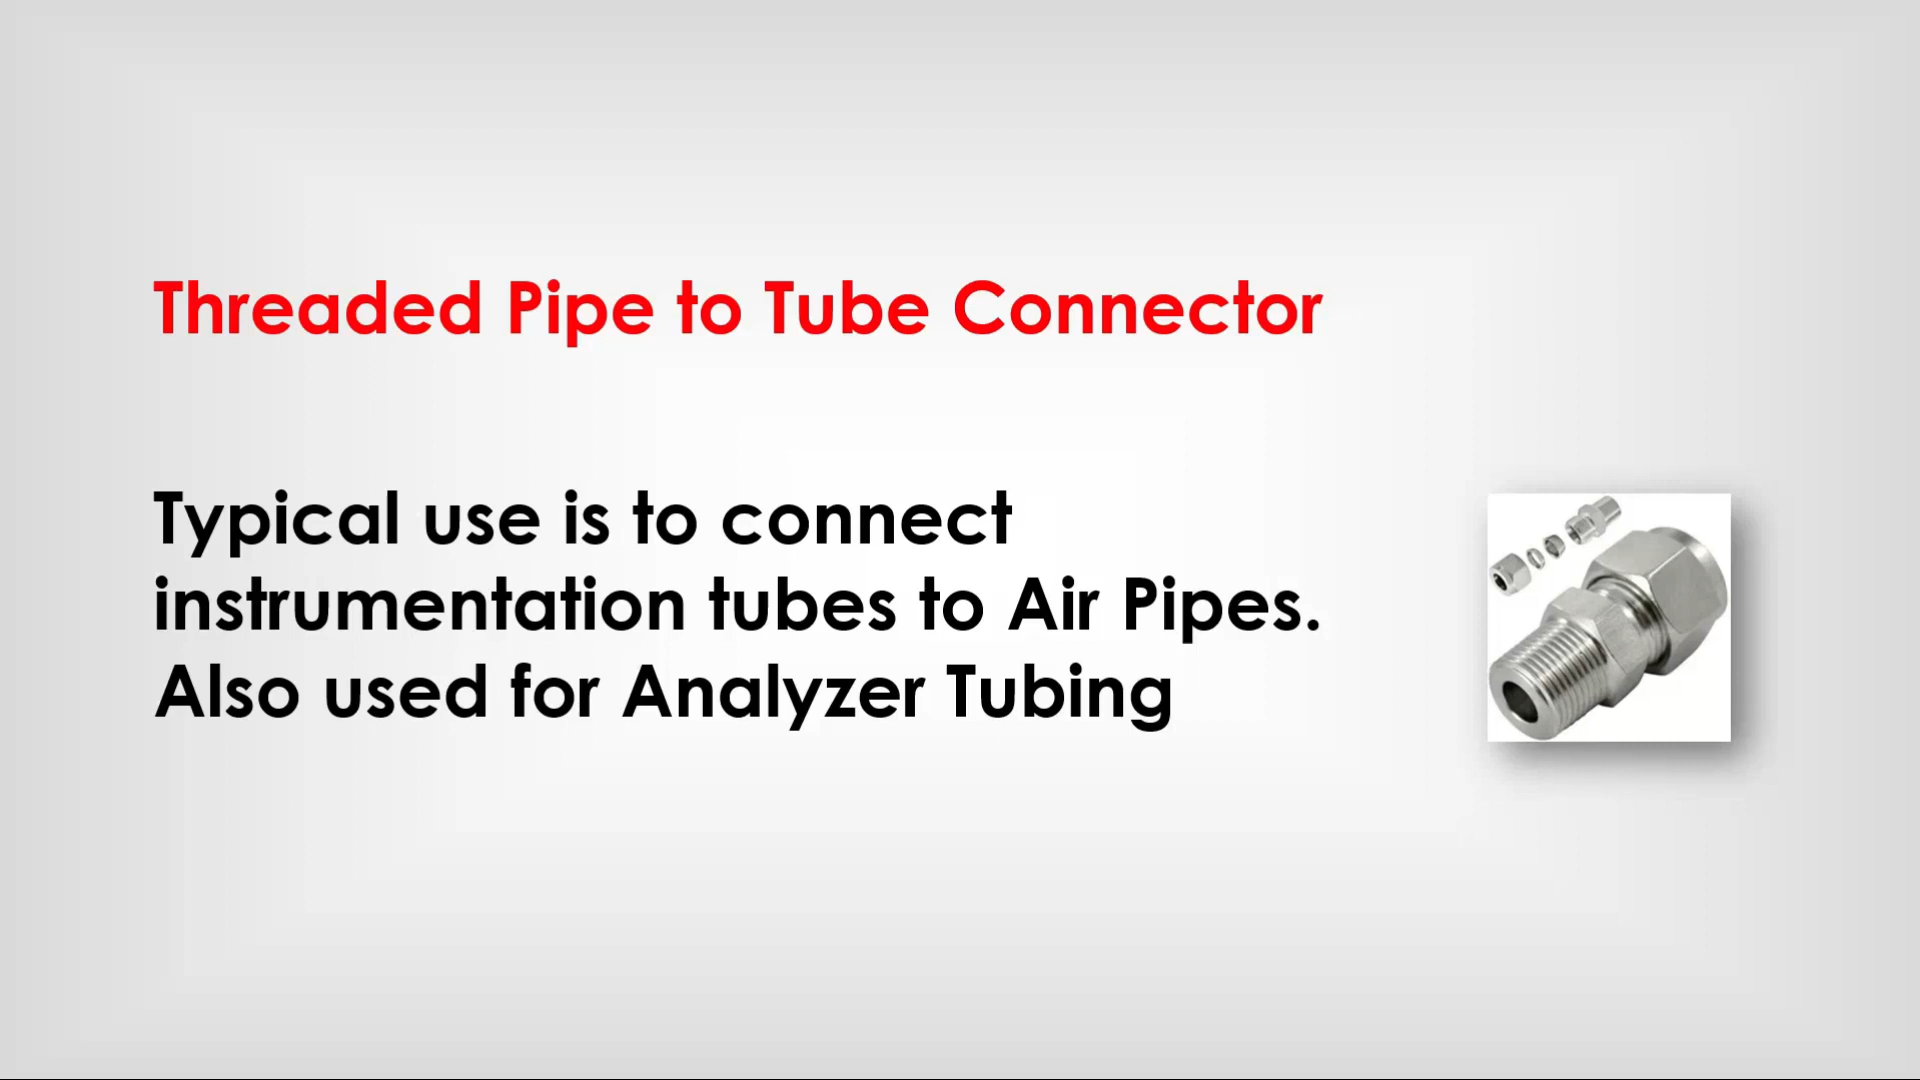 Threaded Pipe to Tube Connector
Typical use is to connect
instrumentation tubes to Air Pipes.
Also used for Analyzer Tubing